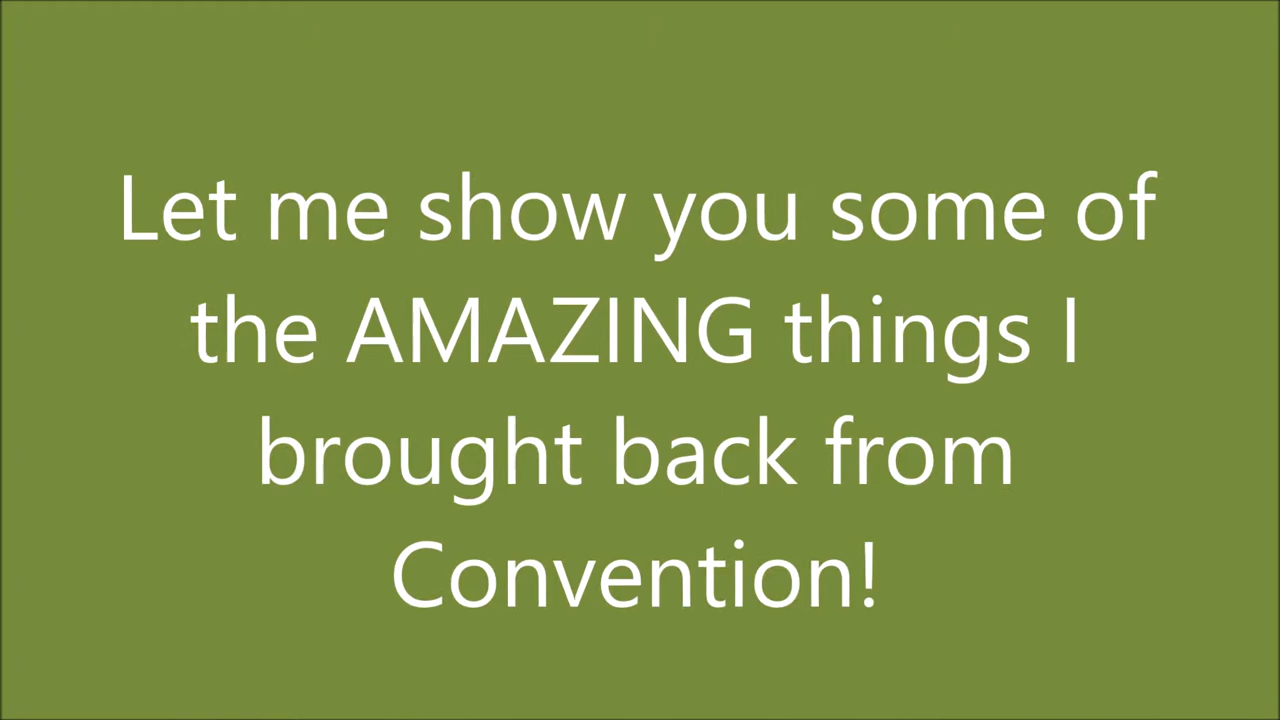 Let me show you some of
the AMAZING things I
brought back from
Convention!